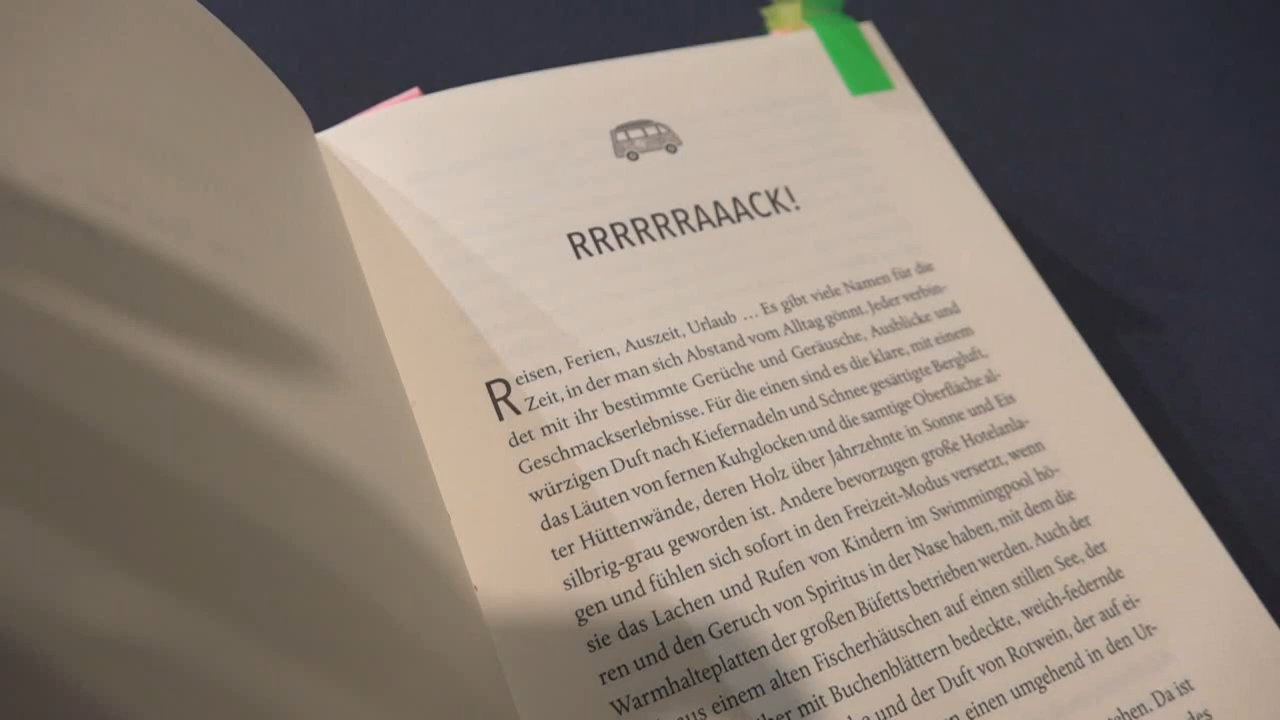 RRRRRRAAACK!
Reisen, Ferien, Auszeit, Urlaub … Es gibt viele Namen für die
Zeit, in der man sich Abstand vom Alltag gönnt. Jeder verbin-
det mit ihr bestimmte Gerüche und Geräusche, Ausblicke und
Geschmackserlebnisse. Für die einen sind es die klare, mit einem
würzigen Duft nach Kiefernadeln und Schnee gesättigte Bergluft,
das Läuten von fernen Kuhglocken und die samtige Oberfläche al-
ter Hüttenwände, deren Holz über Jahrzehnte in Sonne und Eis
silbrig-grau geworden ist. Andere bevorzugen große Hotelanla-
gen und fühlen sich sofort in den Freizeit-Modus versetzt, wenn
sie das Lachen und Rufen von Kindern im Swimmingpool hö-
ren und den Geruch von Spiritus in der Nase haben, mit dem die
Warmhalteplatten der großen Büfetts betrieben werden. Auch der
aus einem alten Fischerhäuschen auf einen stillen See, der
mit Buchenblättern bedeckte, weich-federnde
und der Duft von Rotwein, der auf ei-
einen umgehend in den Ur-
Da ist